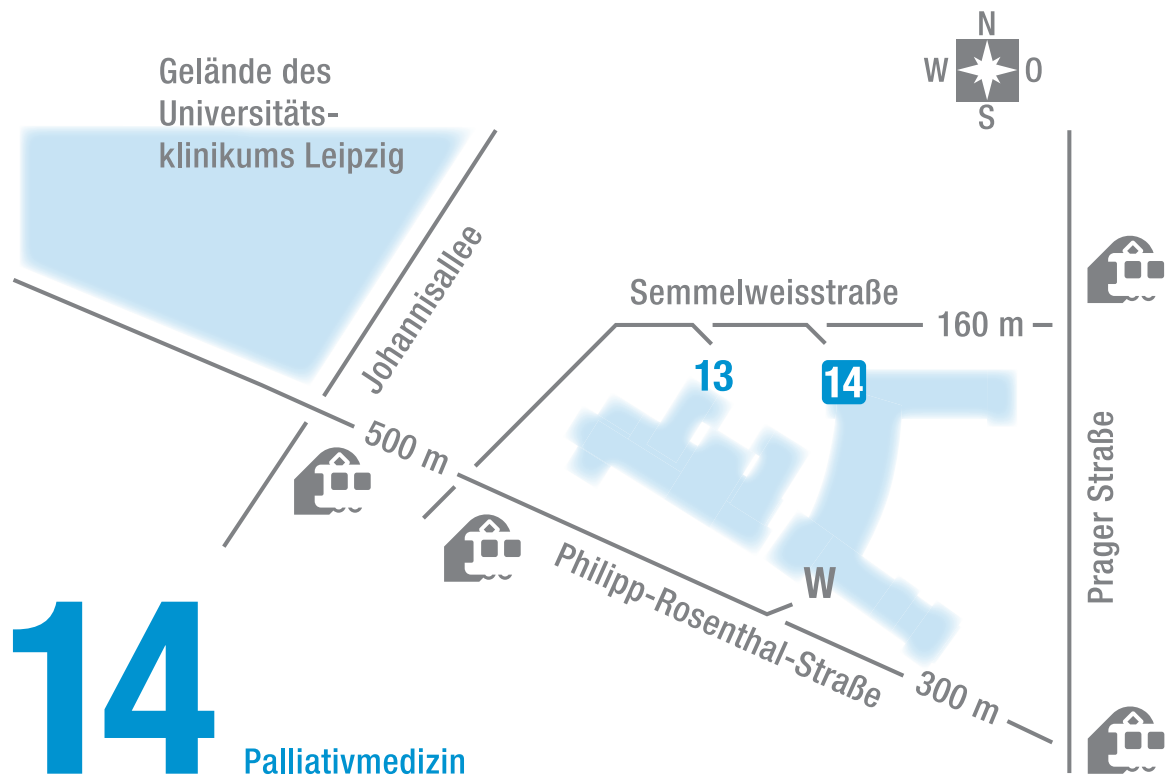 N
W O
S
Gelände des
Universitäts-
klinikums Leipzig
Johannisallee
Semmelweisstraße
160 m
13
14
500 m
Prager Straße
Philipp-Rosenthal-Straße
W
300 m
14
Palliativmedizin